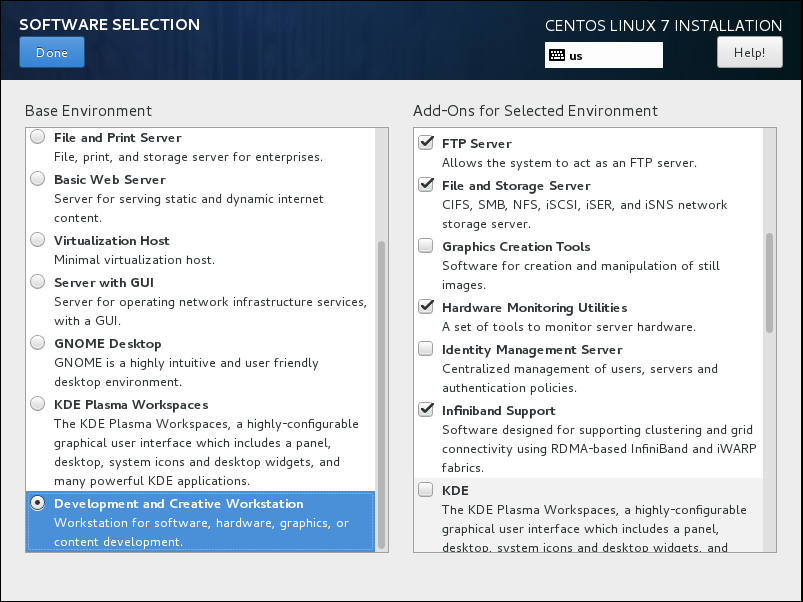 SOFTWARE SELECTION
CENTOS LINUX 7 INSTALLATION
Done
us
Help!
Base Environment
File and Print Server
File, print, and storage server for enterprises.
Basic Web Server
Server for serving static and dynamic internet
content.
Virtualization Host
Minimal virtualization host.
Server with GUI
Server for operating network infrastructure services,
with a GUI.
GNOME Desktop
GNOME is a highly intuitive and user friendly
desktop environment.
KDE Plasma Workspaces
The KDE Plasma Workspaces, a highly-configurable
graphical user interface which includes a panel,
desktop, system icons and desktop widgets, and
many powerful KDE applications.
Development and Creative Workstation
Workstation for software, hardware, graphics, or
content development.
Add-Ons for Selected Environment
FTP Server
Allows the system to act as an FTP server.
File and Storage Server
CIFS, SMB, NFS, iSCSI, iSER, and iSNS network
storage server.
Graphics Creation Tools
Software for creation and manipulation of still
images.
Hardware Monitoring Utilities
A set of tools to monitor server hardware.
Identity Management Server
Centralized management of users, servers and
authentication policies.
Infiniband Support
Software designed for supporting clustering and grid
connectivity using RDMA-based InfiniBand and iWARP
fabrics.
KDE
The KDE Plasma Workspaces, a highly-configurable
graphical user interface which includes a panel,
desktop, system icons and desktop widgets, and